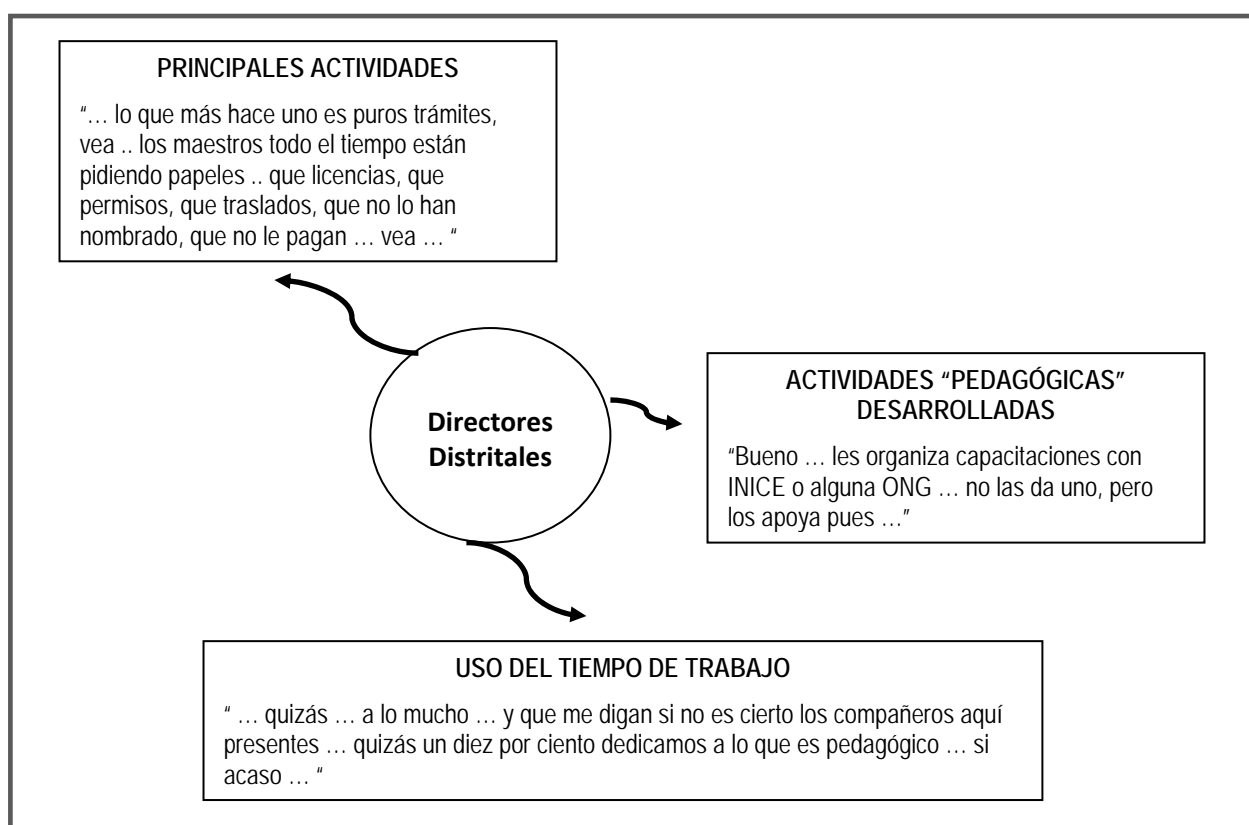 PRINCIPALES ACTIVIDADES
“… lo que más hace uno es puros trámites,
vea .. los maestros todo el tiempo están
pidiendo papeles .. que licencias, que
permisos, que traslados, que no lo han
nombrado, que no le pagan … vea … “
Directores
Distritales
ACTIVIDADES “PEDAGÓGICAS”
DESARROLLADAS
“Bueno … les organiza capacitaciones con
INICE o alguna ONG … no las da uno, pero
los apoya pues …”
USO DEL TIEMPO DE TRABAJO
“ … quizás … a lo mucho … y que me digan si no es cierto los compañeros aquí
presentes … quizás un diez por ciento dedicamos a lo que es pedagógico … si
acaso … “